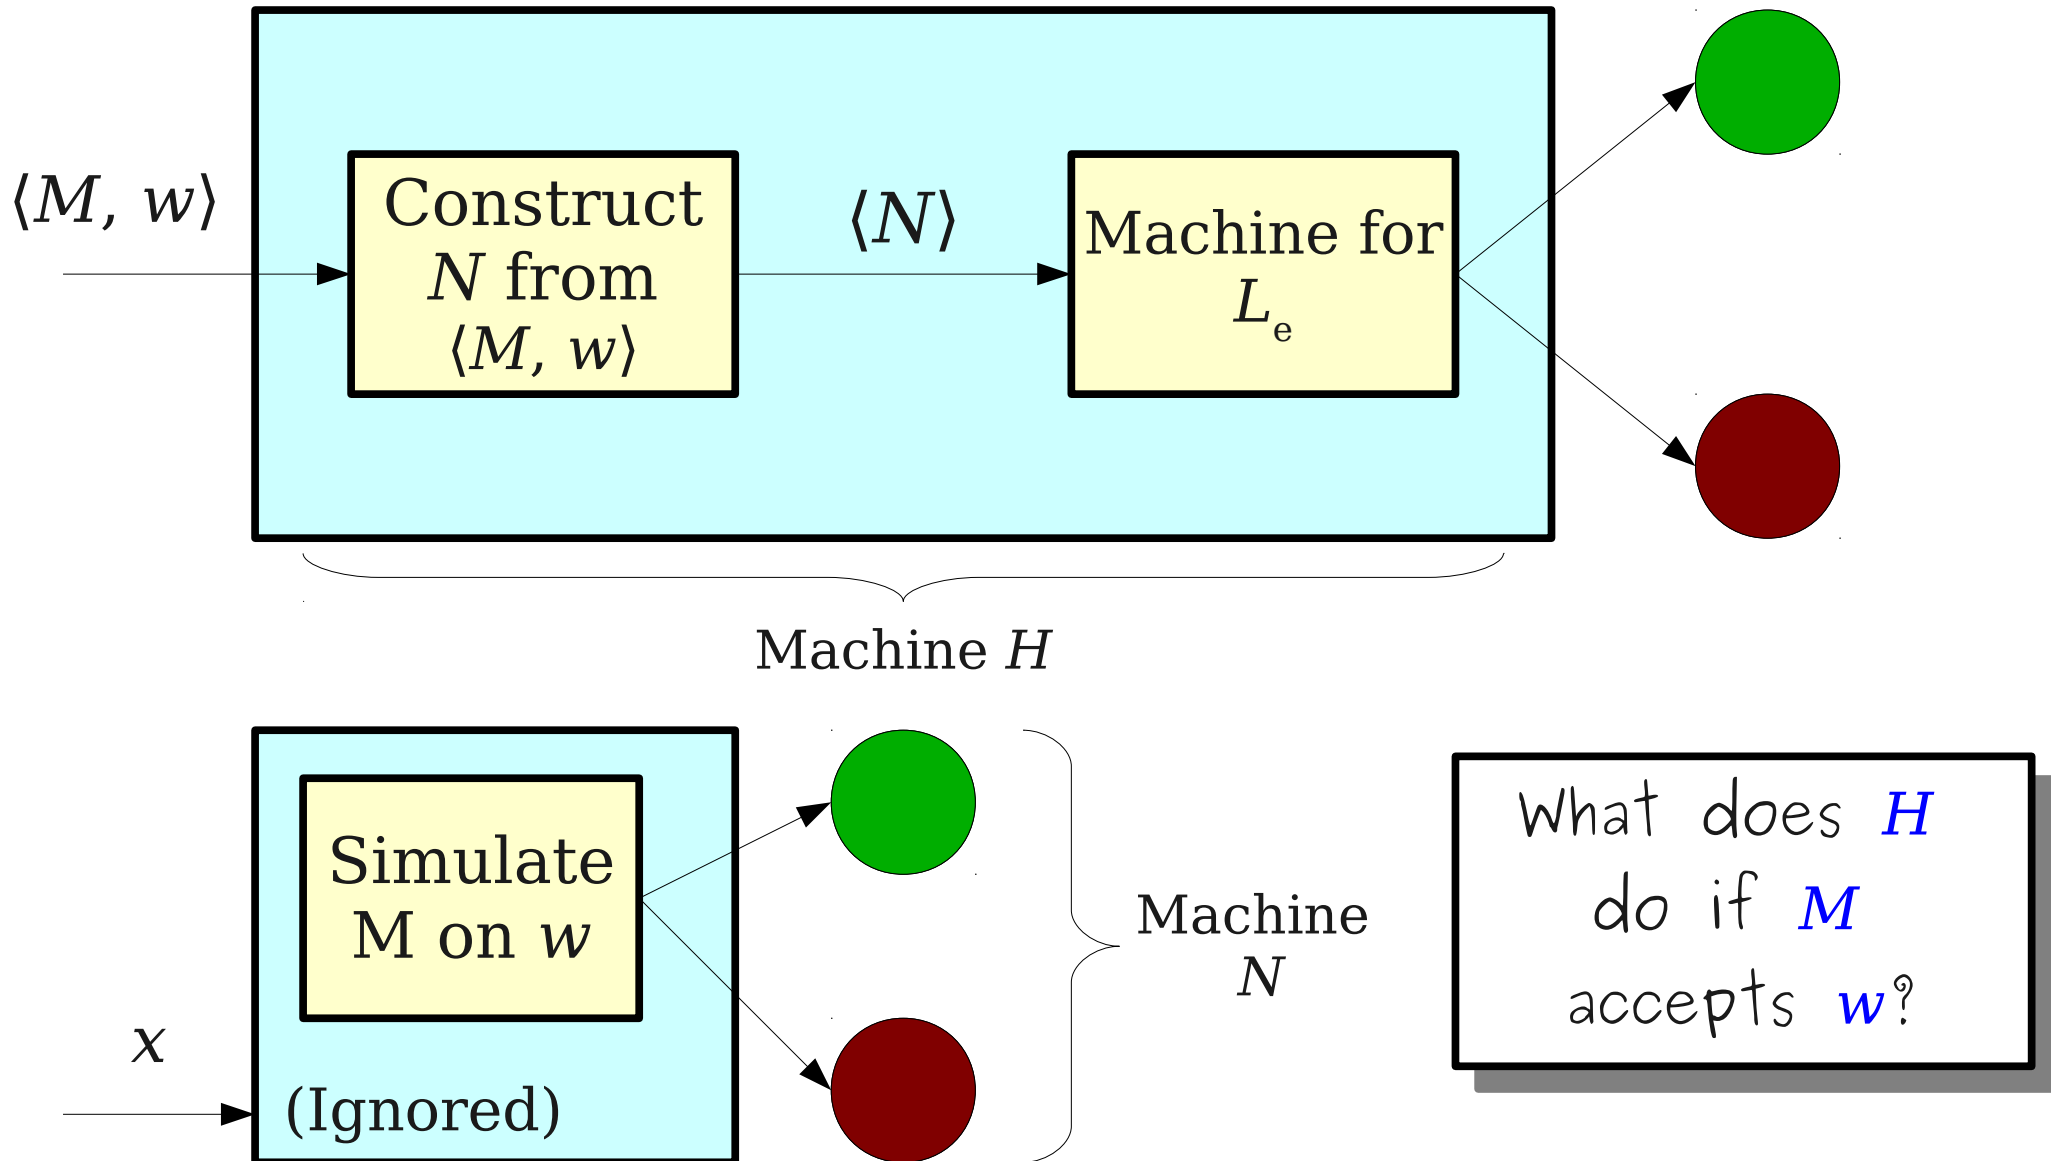 ⟨M, w⟩
Construct
N from
⟨M, w⟩
⟨N⟩
Machine for
Lₑ
Machine H
Simulate
M on w
x
(Ignored)
Machine
N
What does H
do if M
accepts w?